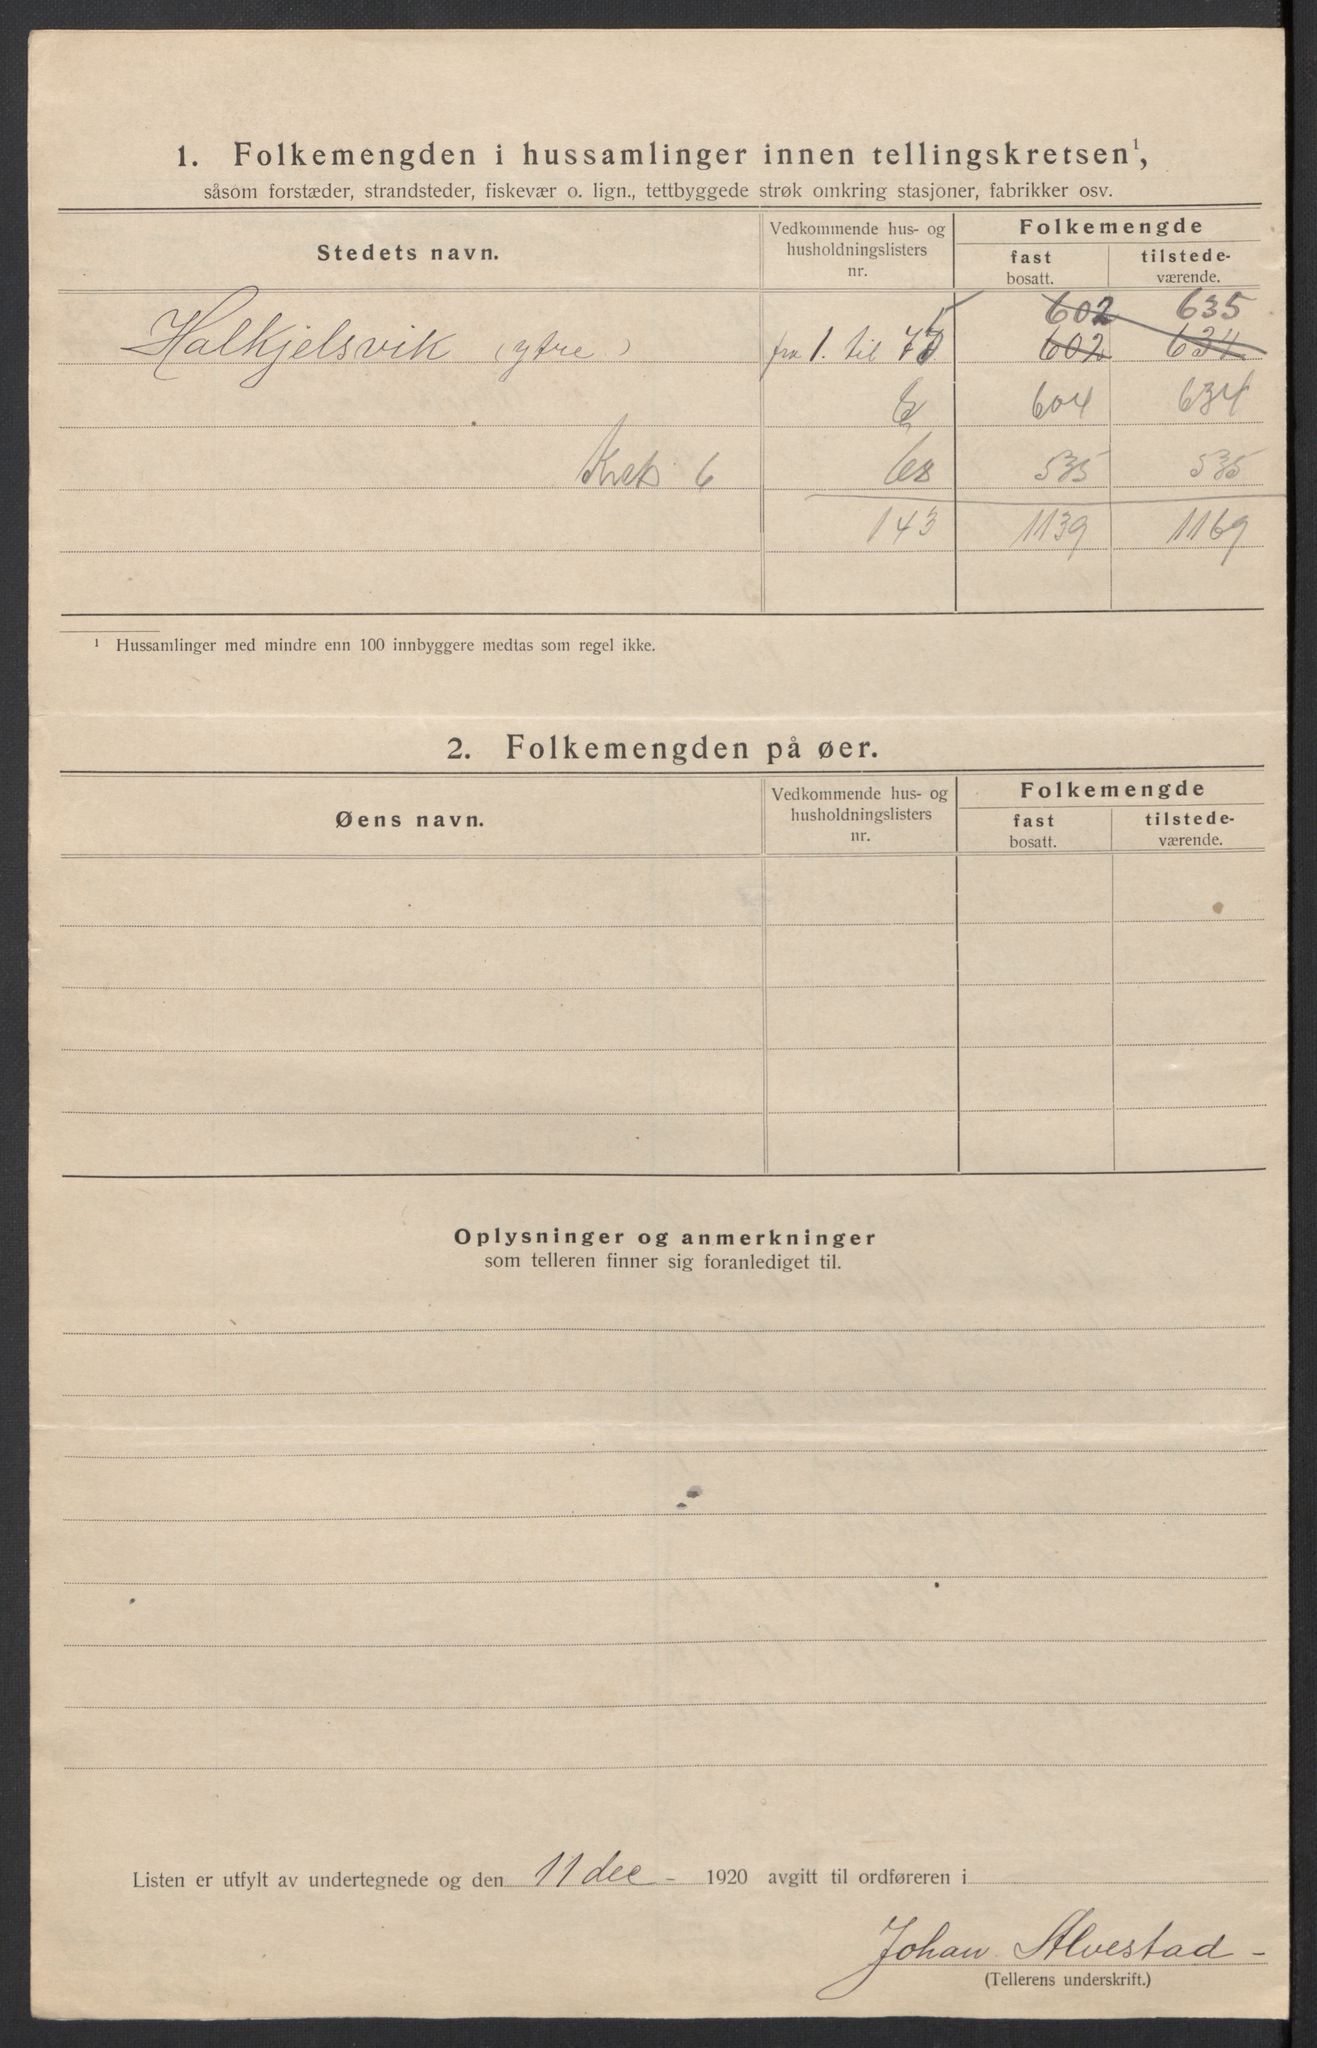 1. Folkemengden i hussamlinger innen tellingskretsen¹,
såsom forstæder, strandsteder, fiskevær o. lign., tettbyggede strøk omkring stasjoner, fabrikker osv.
Stedets navn. Vedkommende hus- og husholdningslisters nr. Folkemengde
fast bosatt. tilstede-værende.
602 635
Halkjelsvik (ytre) fra 1. til 75 602 634
604 634
Krets 6 68 535 535
143 1139 1169
¹ Hussamlinger med mindre enn 100 innbyggere medtas som regel ikke.
2. Folkemengden på øer.
Øens navn. Vedkommende hus- og husholdningslisters nr. Folkemengde
fast bosatt. tilstede-værende.
Oplysninger og anmerkninger
som telleren finner sig foranlediget til.
Listen er utfylt av undertegnede og den 11 dec - 1920 avgitt til ordføreren i
Johan Alvestad -
(Tellerens underskrift.)